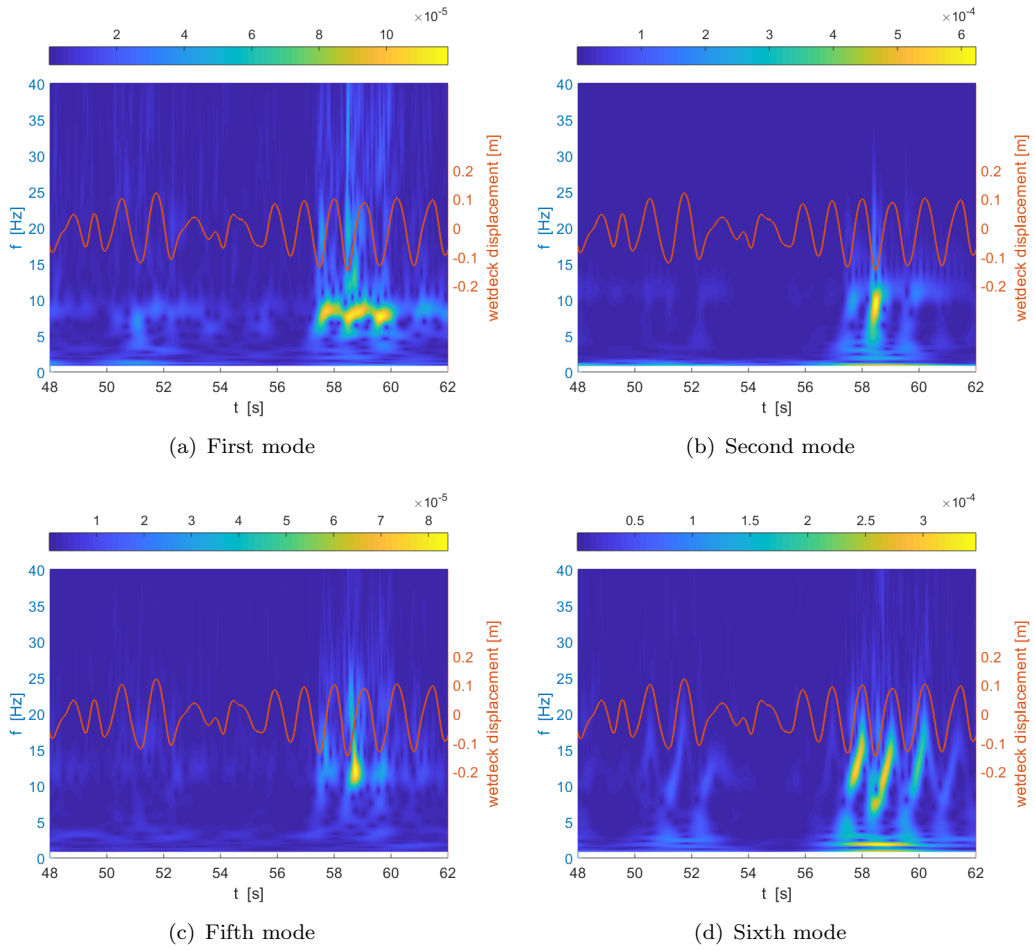 ×10-5
2 4 6 8 10
40
35
30
25
20
15
10
5
0
f [Hz]
0.2
0.1
0
-0.1
-0.2
wetdeck displacement [m]
48 50 52 54 56 58 60 62
t [s]
(a) First mode
×10-4
1 2 3 4 5 6
40
35
30
25
20
15
10
5
0
f [Hz]
0.2
0.1
0
-0.1
-0.2
wetdeck displacement [m]
48 50 52 54 56 58 60 62
t [s]
(b) Second mode
×10-5
1 2 3 4 5 6 7 8
40
35
30
25
20
15
10
5
0
f [Hz]
0.2
0.1
0
-0.1
-0.2
wetdeck displacement [m]
48 50 52 54 56 58 60 62
t [s]
(c) Fifth mode
×10-4
0.5 1 1.5 2 2.5 3
40
35
30
25
20
15
10
5
0
f [Hz]
0.2
0.1
0
-0.1
-0.2
wetdeck displacement [m]
48 50 52 54 56 58 60 62
t [s]
(d) Sixth mode